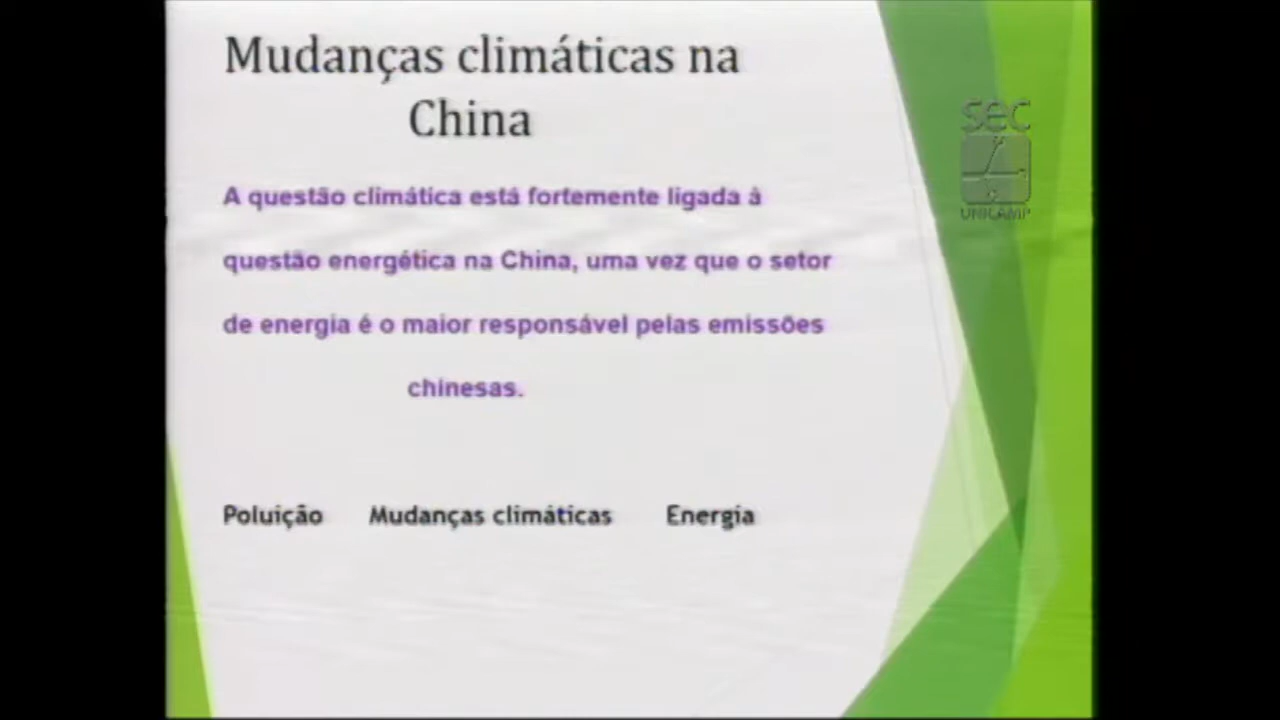 Mudanças climáticas na
China
sec
UNICAMP
A questão climática está fortemente ligada à
questão energética na China, uma vez que o setor
de energia é o maior responsável pelas emissões
chinesas.
Poluição Mudanças climáticas Energia